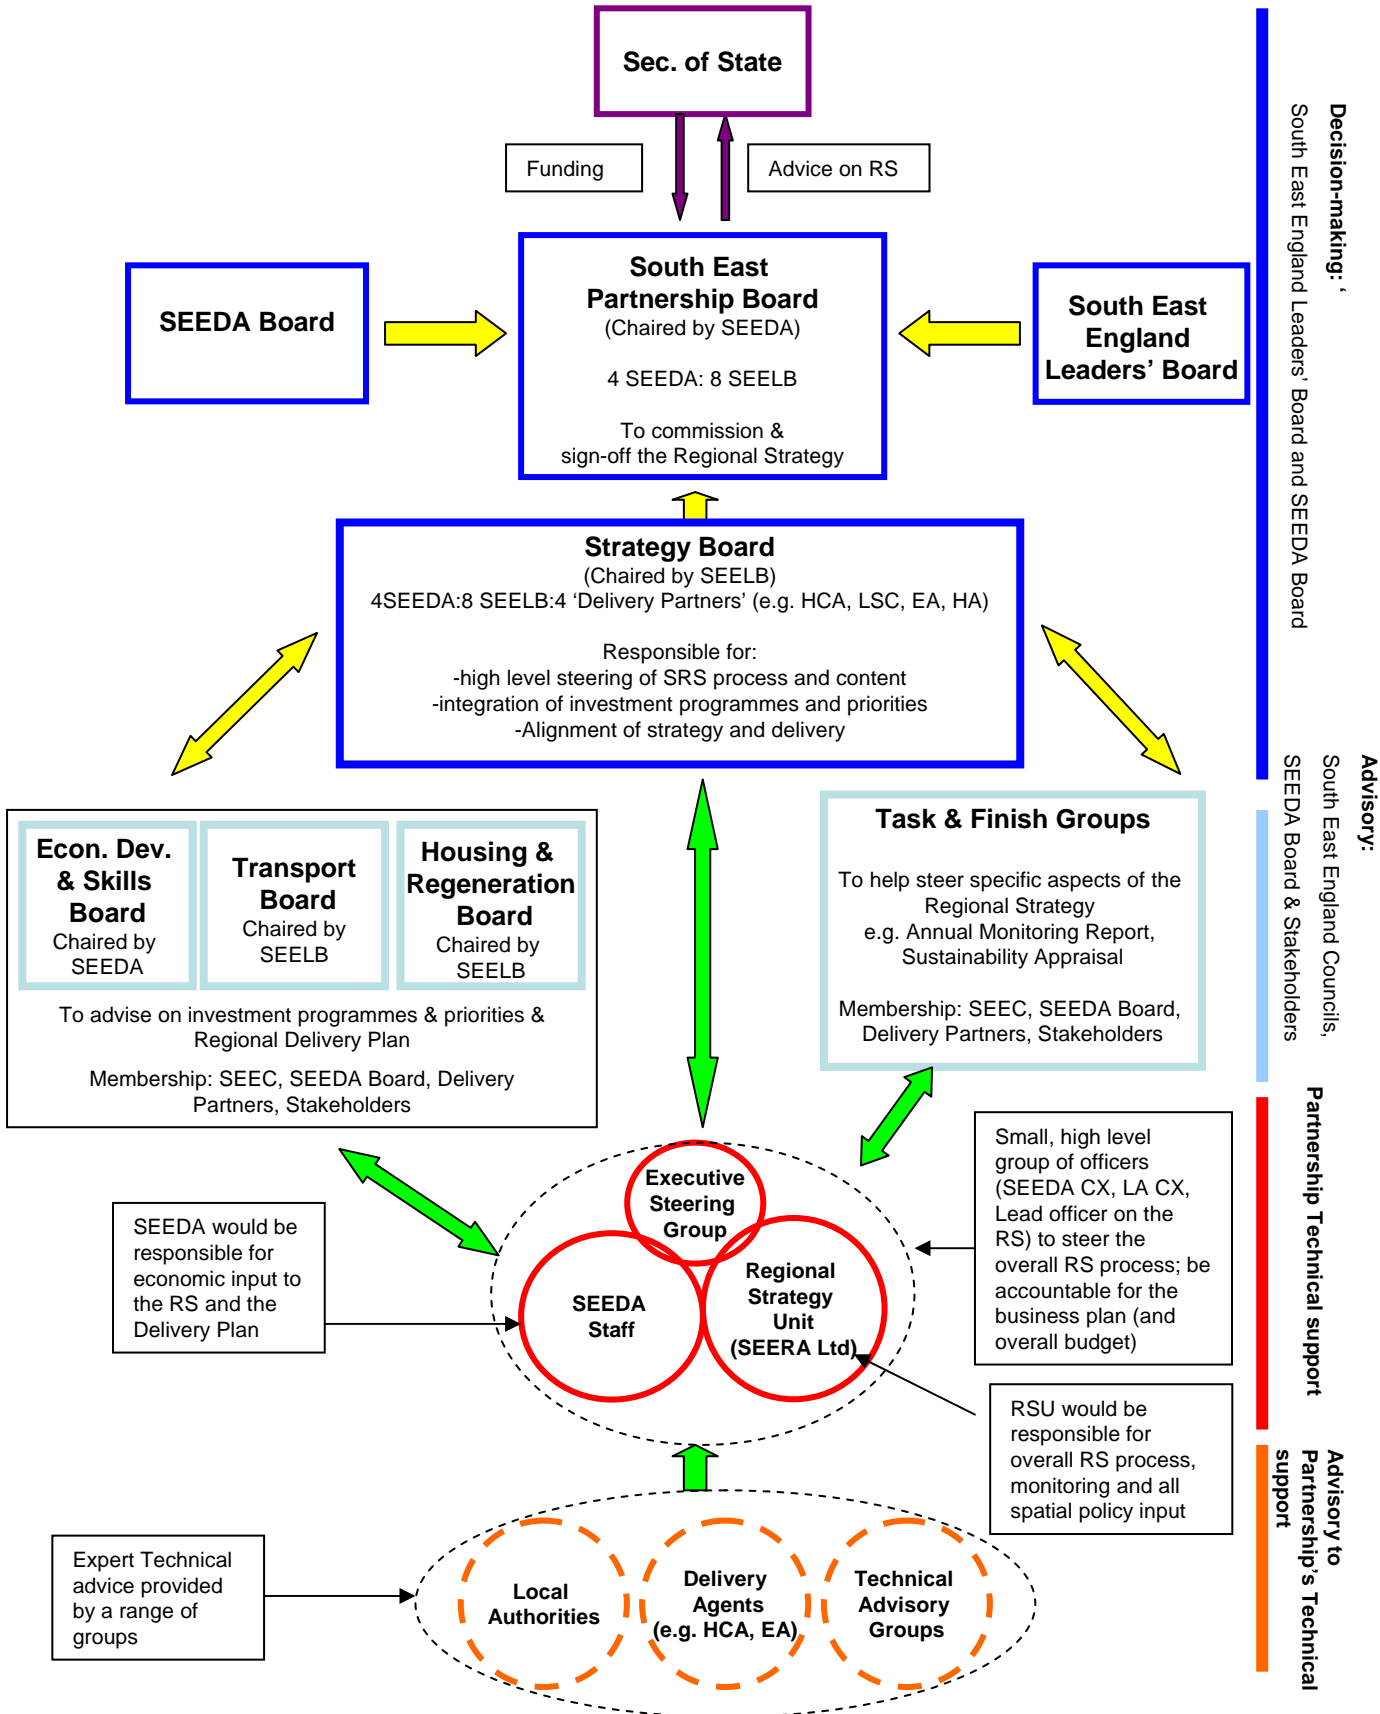 Sec. of State
Funding
Advice on RS
SEEDA Board
South East
Partnership Board
(Chaired by SEEDA)
4 SEEDA: 8 SEELB
To commission &
sign-off the Regional Strategy
South East
England
Leaders’ Board
Decision-making: ‘
South East England Leaders’ Board and SEEDA Board
Strategy Board
(Chaired by SEELB)
4SEEDA:8 SEELB:4 ‘Delivery Partners’ (e.g. HCA, LSC, EA, HA)
Responsible for:
-high level steering of SRS process and content
-integration of investment programmes and priorities
-Alignment of strategy and delivery
Advisory:
South East England Councils,
SEEDA Board & Stakeholders
Econ. Dev.
& Skills
Board
Chaired by
SEEDA
Transport
Board
Chaired by
SEELB
Housing &
Regeneration
Board
Chaired by
SEELB
To advise on investment programmes & priorities &
Regional Delivery Plan
Membership: SEEC, SEEDA Board, Delivery
Partners, Stakeholders
Task & Finish Groups
To help steer specific aspects of the
Regional Strategy
e.g. Annual Monitoring Report,
Sustainability Appraisal
Membership: SEEC, SEEDA Board,
Delivery Partners, Stakeholders
Partnership Technical support
Executive
Steering
Group
SEEDA
Staff
Regional
Strategy
Unit
(SEERA Ltd)
SEEDA would be
responsible for
economic input to
the RS and the
Delivery Plan
Small, high level
group of officers
(SEEDA CX, LA CX,
Lead officer on the
RS) to steer the
overall RS process; be
accountable for the
business plan (and
overall budget)
RSU would be
responsible for
overall RS process,
monitoring and all
spatial policy input
Advisory to
Partnership’s Technical
support
Expert Technical
advice provided
by a range of
groups
Local
Authorities
Delivery
Agents
(e.g. HCA, EA)
Technical
Advisory
Groups